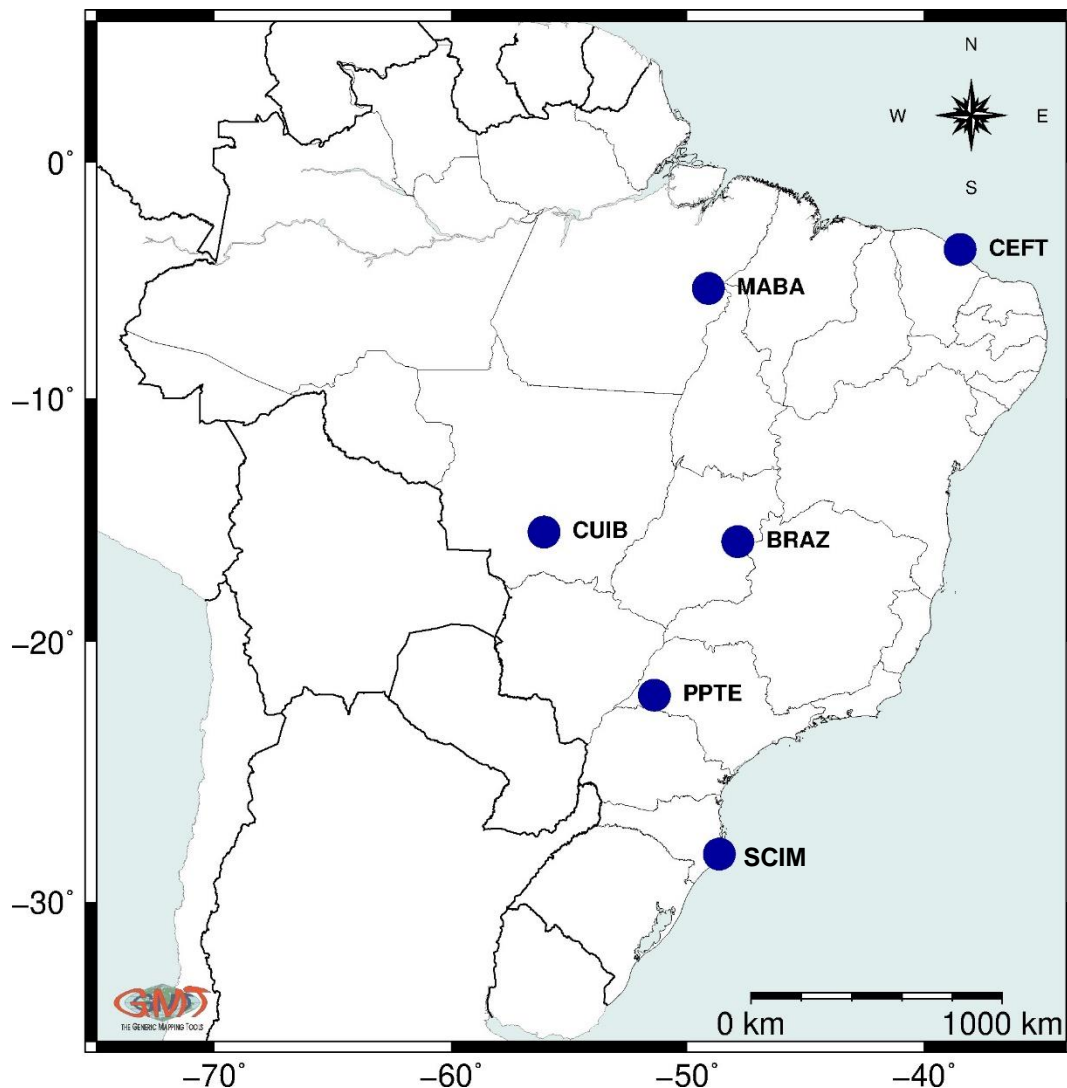 N
W E
S
0°
CEFT
MABA
−10°
CUIB
BRAZ
−20°
PPTE
SCIM
−30°
GMT
THE GENERIC MAPPING TOOLS
0 km 1000 km
−70° −60° −50° −40°